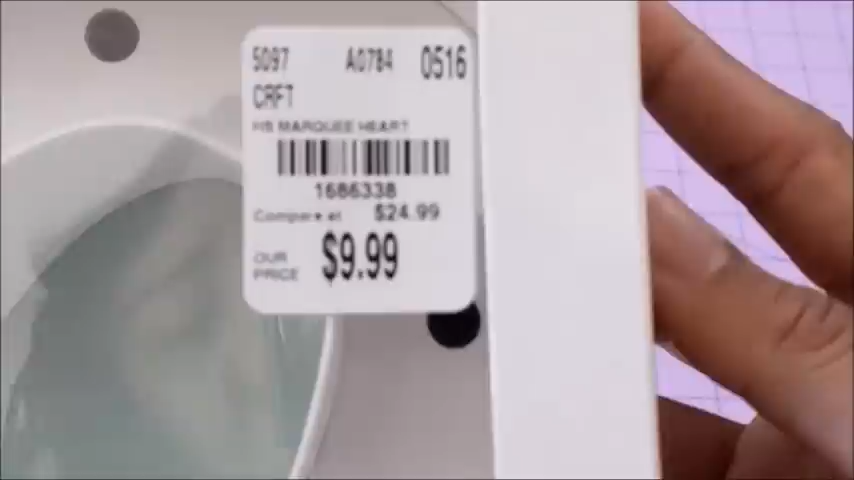 5097 A0784 0516
CRFT
HS MARQUEE HEART
1686338
Compare at $24.99
OUR
PRICE $9.99